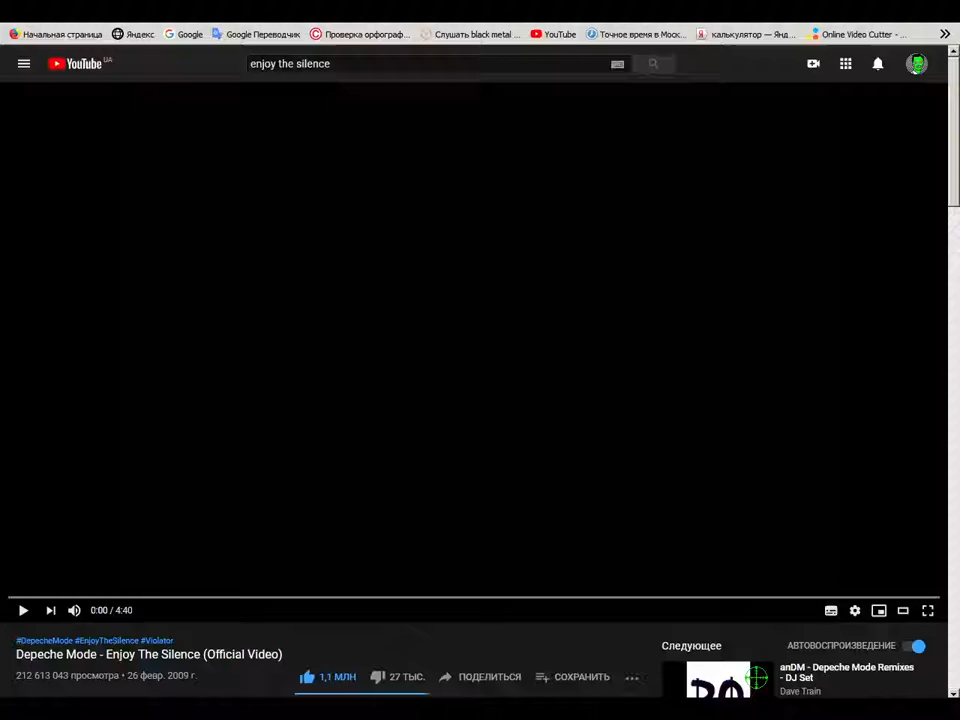 Начальная страница Яндекс Google Google Переводчик Проверка орфограф... Слушать black metal ... YouTube Точное время в Моск... калькулятор — Янд... Online Video Cutter - ...
YouTube UA enjoy the silence
0:00 / 4:40
#DepecheMode #EnjoyTheSilence #Violator
Depeche Mode - Enjoy The Silence (Official Video)
212 613 043 просмотра • 26 февр. 2009 г.
1,1 МЛН 27 ТЫС. ПОДЕЛИТЬСЯ СОХРАНИТЬ
Следующее АВТОВОСПРОИЗВЕДЕНИЕ
anDM - Depeche Mode Remixes
- DJ Set
Dave Train